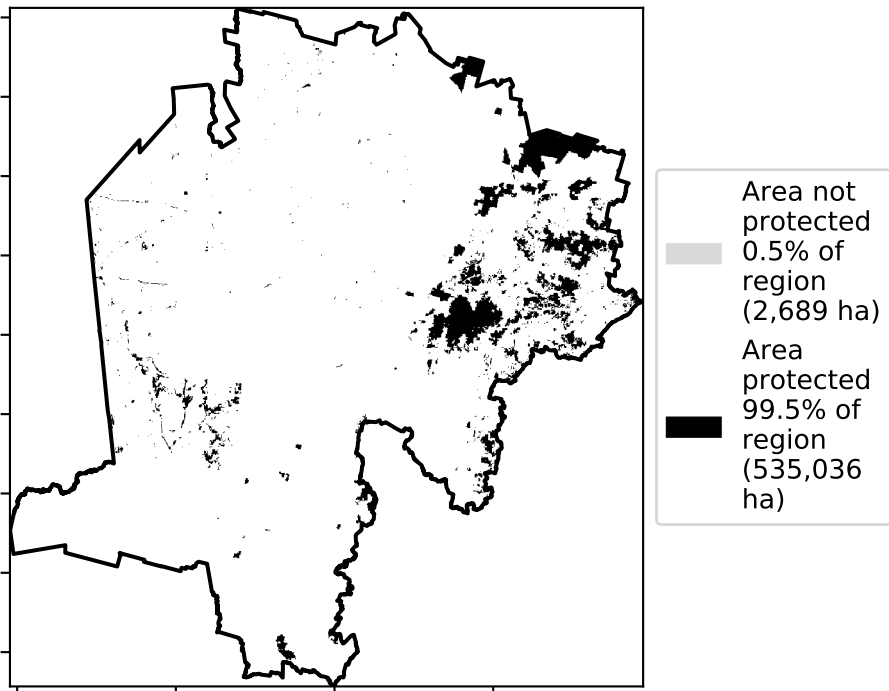 Area not
protected
0.5% of
region
(2,689 ha)
Area
protected
99.5% of
region
(535,036
ha)